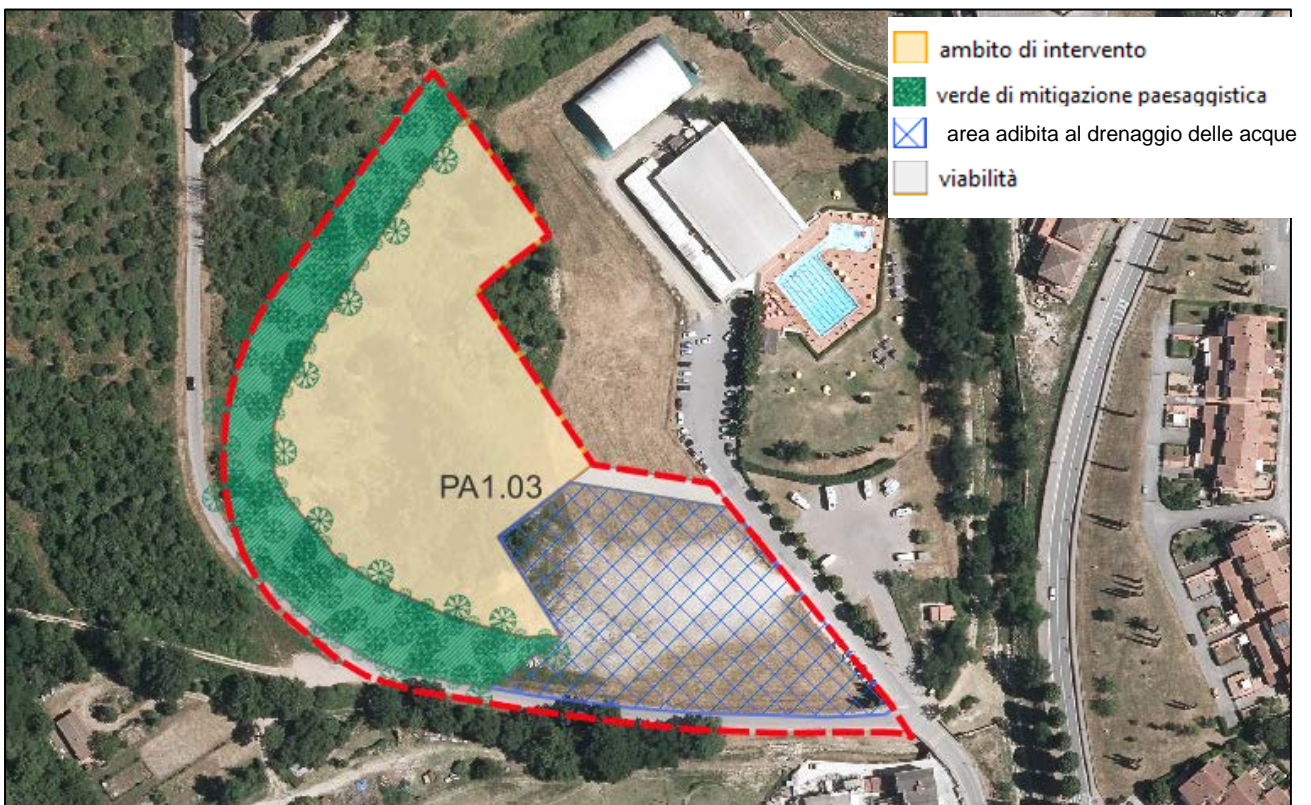 ambito di intervento
verde di mitigazione paesaggistica
area adibita al drenaggio delle acque
viabilità
PA1.03